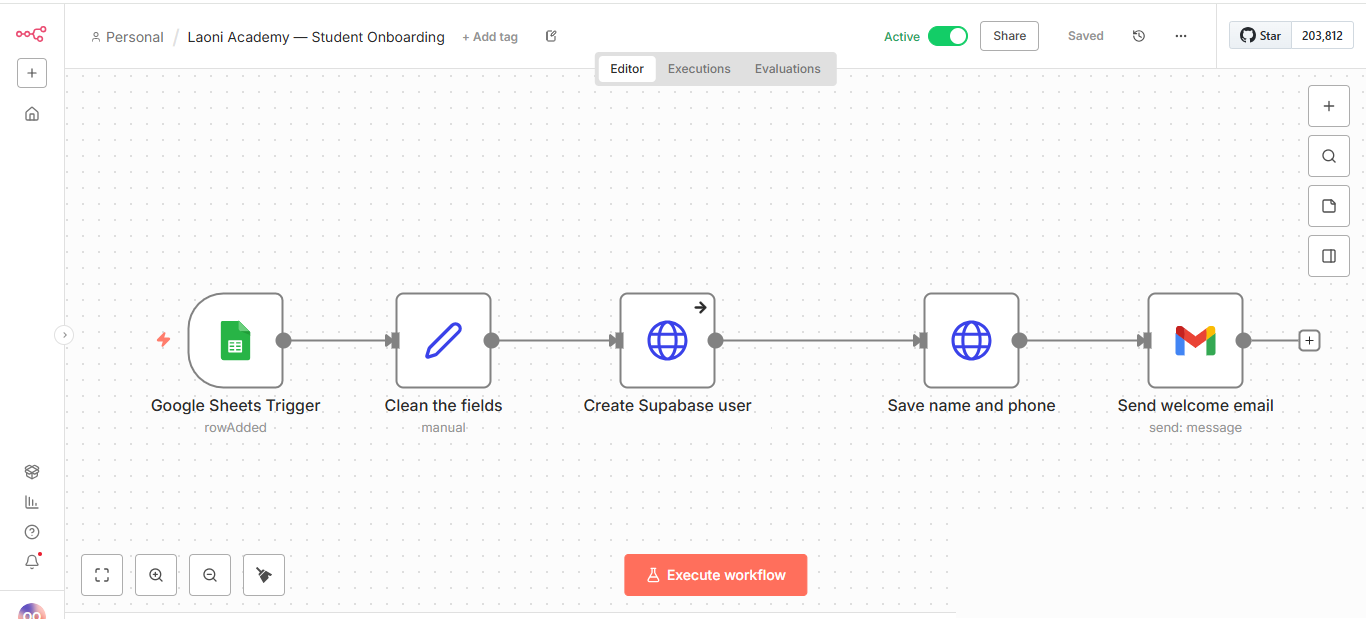 Personal / Laoni Academy — Student Onboarding + Add tag
Active Share Saved Star 203,812
Editor Executions Evaluations
Google Sheets Trigger
rowAdded
Clean the fields
manual
Create Supabase user
Save name and phone
Send welcome email
send: message
Execute workflow